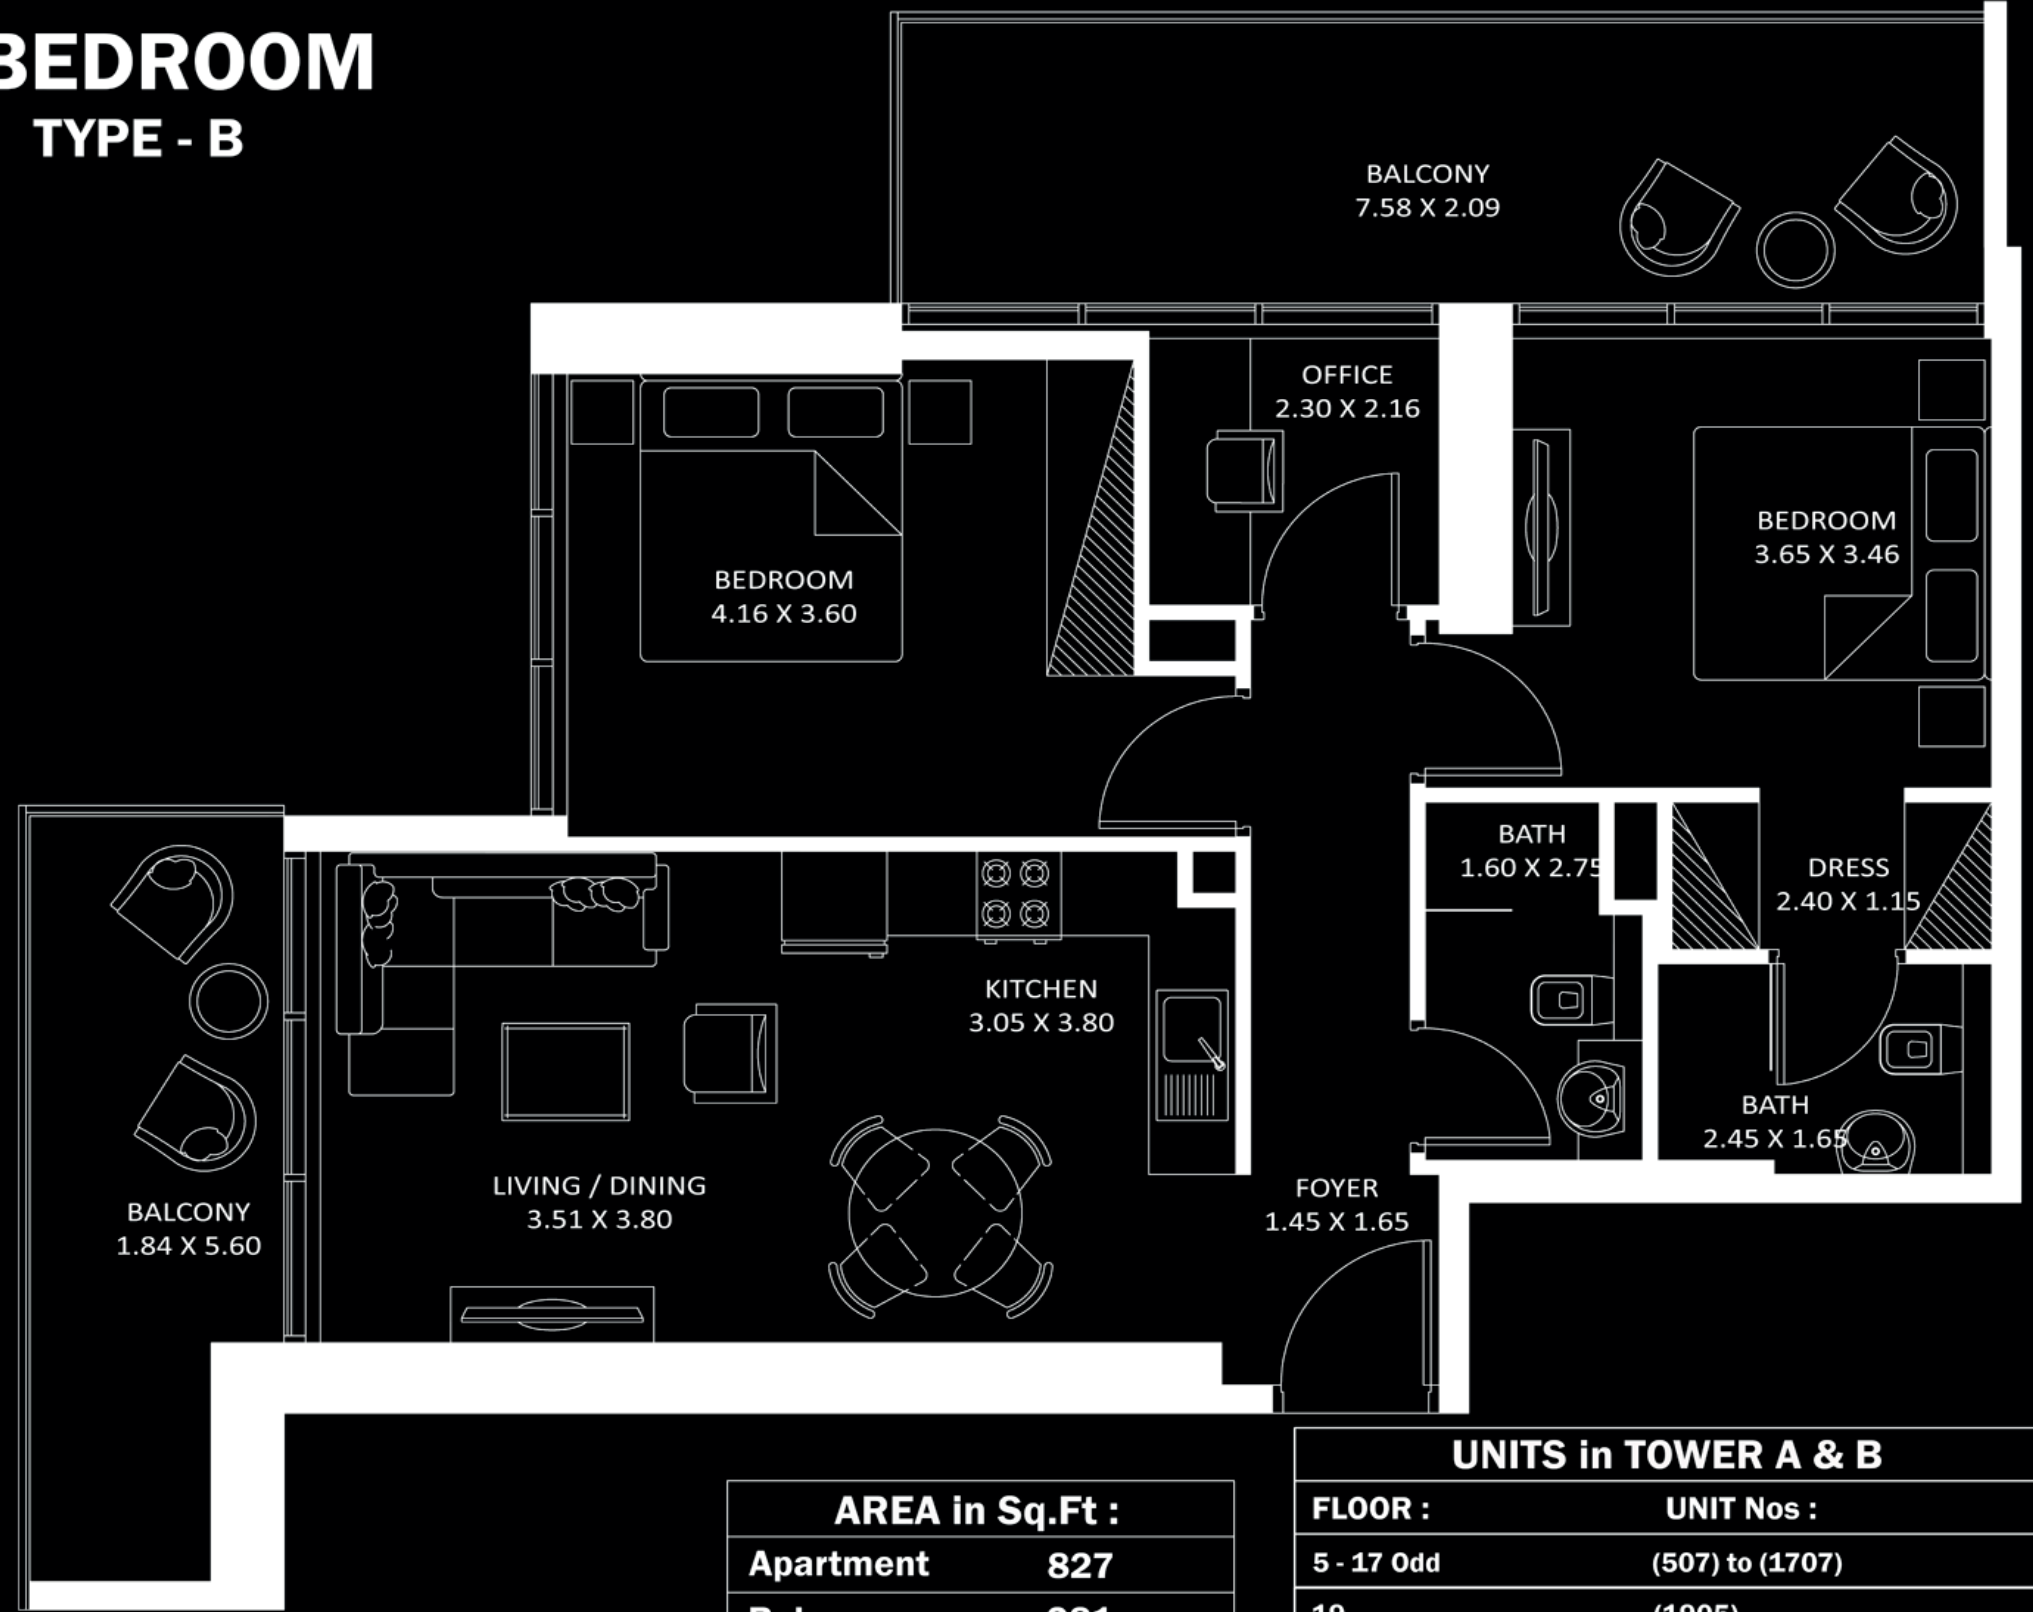 BEDROOM
TYPE - B
BALCONY
7.58 X 2.09
OFFICE
2.30 X 2.16
BEDROOM
3.65 X 3.46
BEDROOM
4.16 X 3.60
BATH
1.60 X 2.75
DRESS
2.40 X 1.15
KITCHEN
3.05 X 3.80
BATH
2.45 X 1.65
LIVING / DINING
3.51 X 3.80
FOYER
1.45 X 1.65
BALCONY
1.84 X 5.60
AREA in Sq.Ft :
Apartment 827
UNITS in TOWER A & B
FLOOR : UNIT Nos :
5 - 17 Odd (507) to (1707)